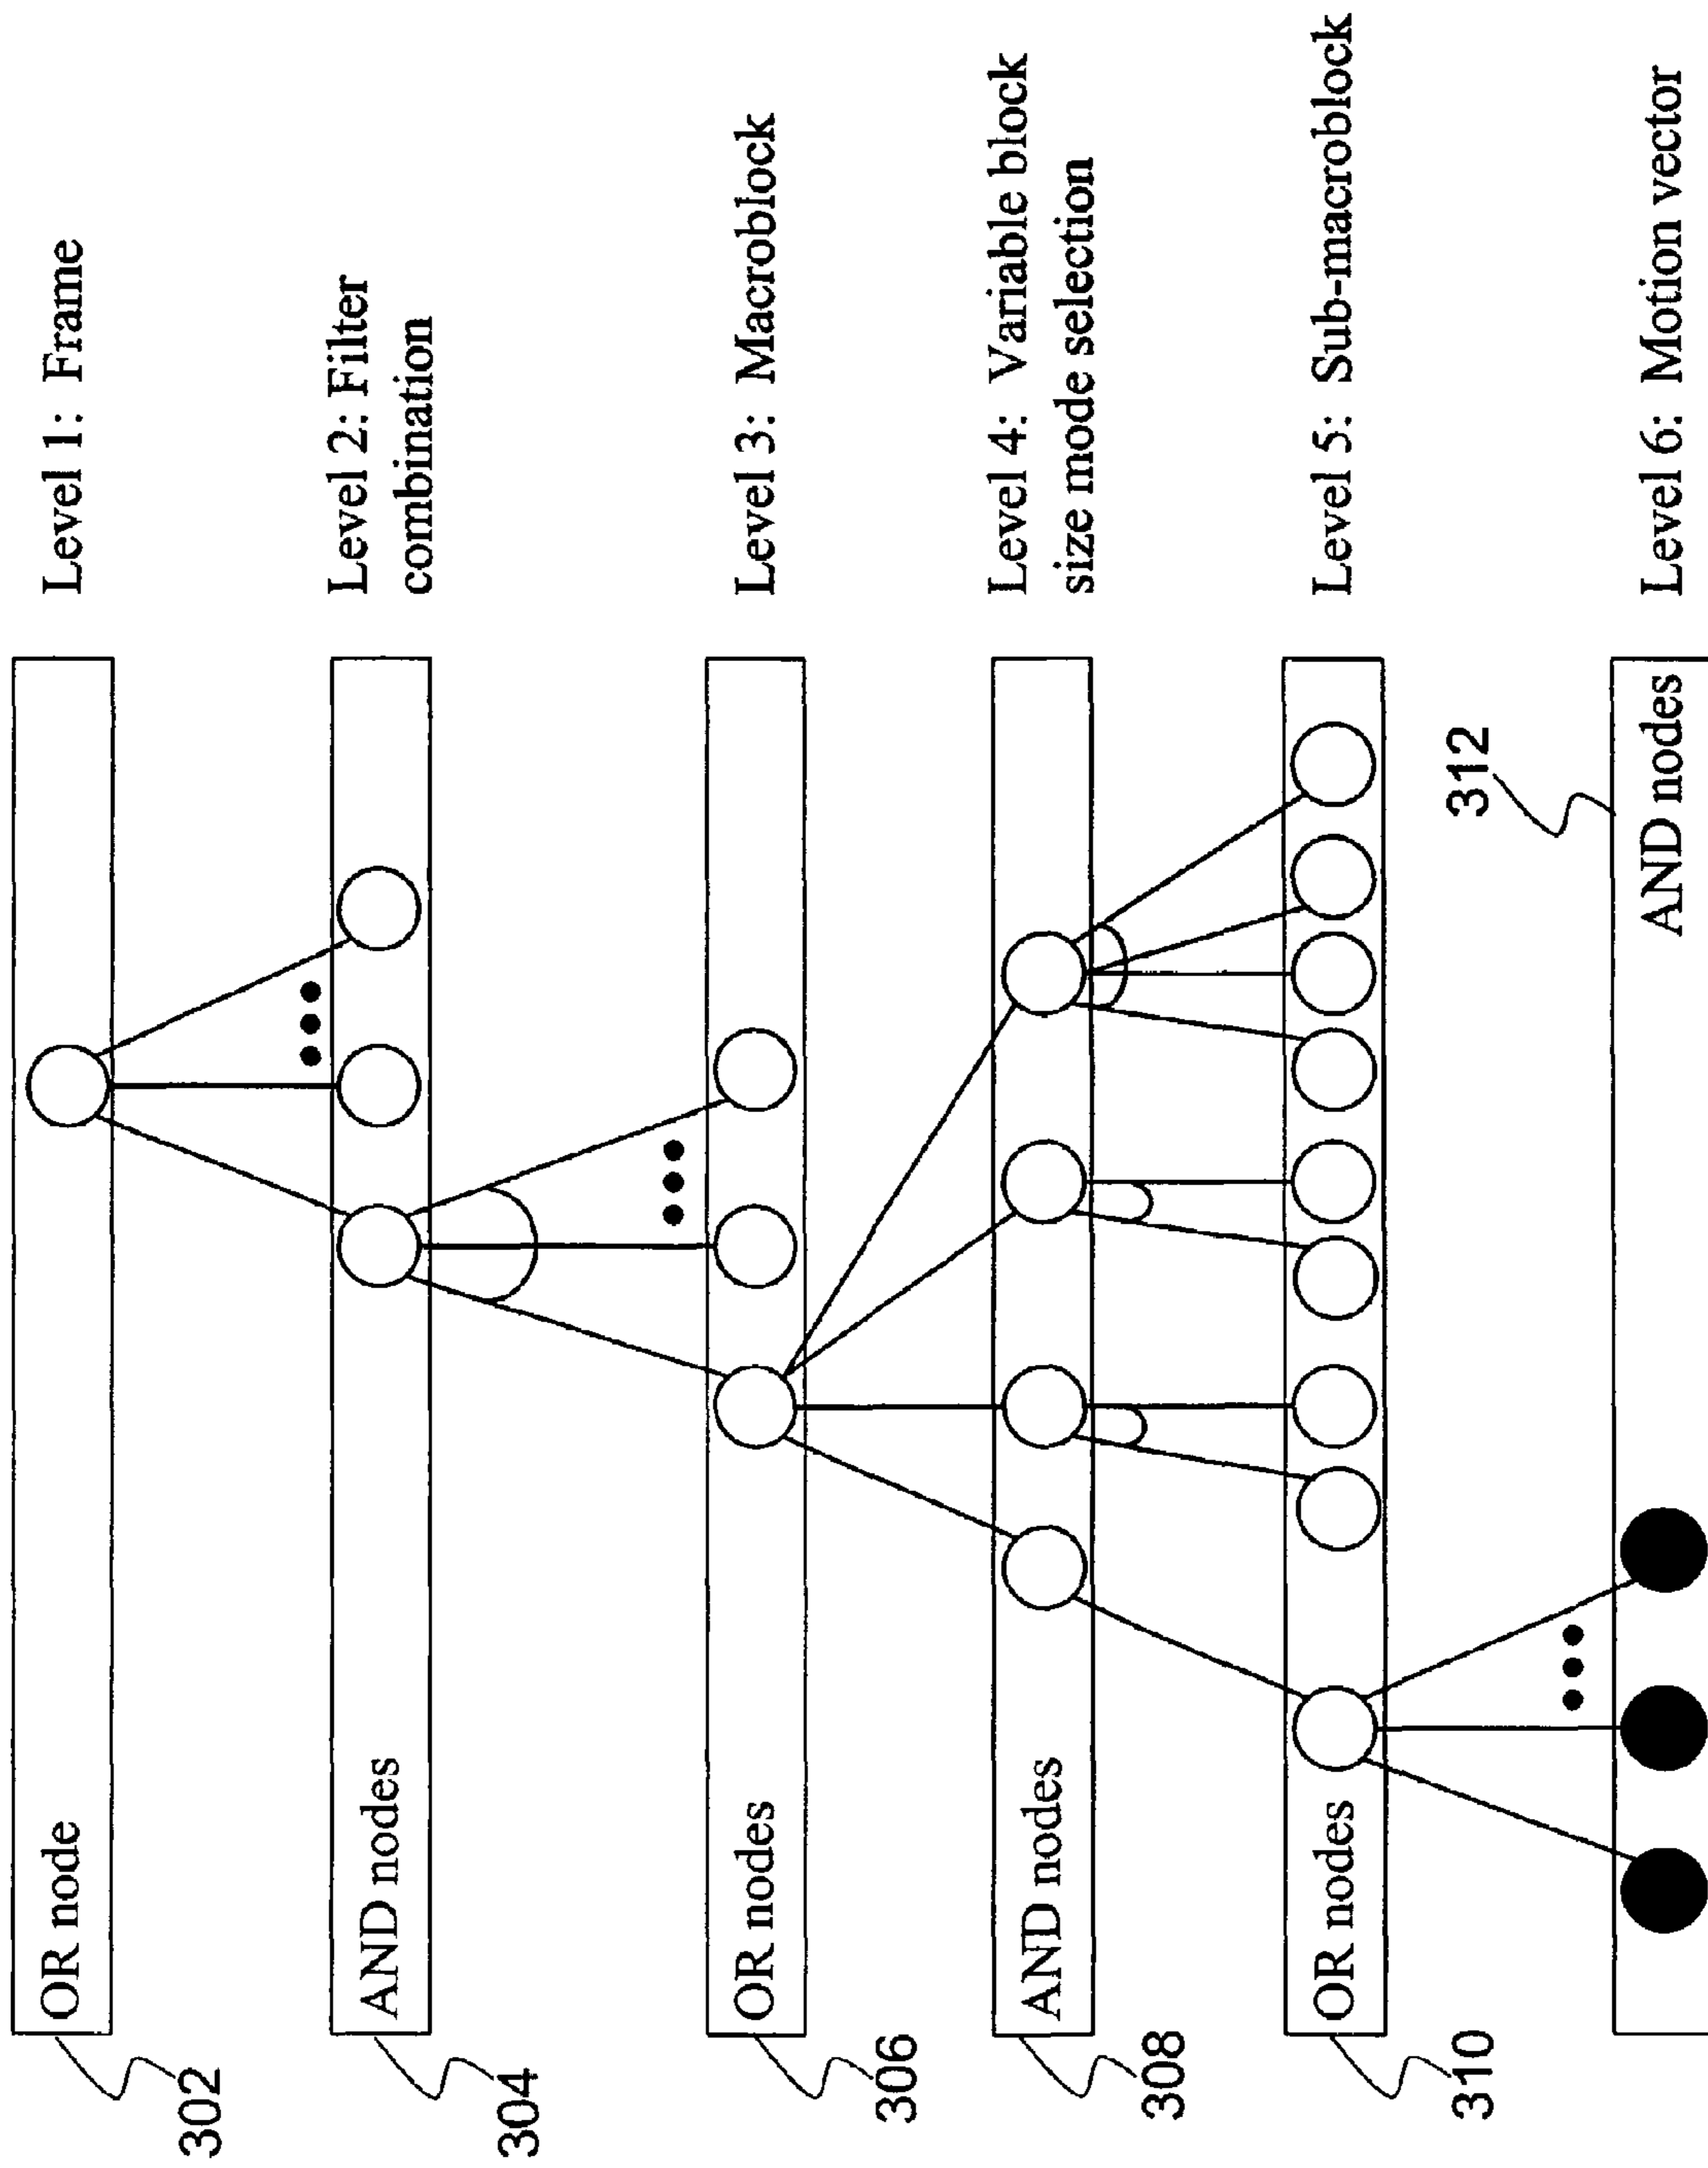 302
OR node
Level 1: Frame
304
AND nodes
Level 2: Filter
combination
306
OR nodes
Level 3: Macroblock
308
AND nodes
Level 4: Variable block
size mode selection
310
OR nodes
Level 5: Sub-macroblock
312
AND nodes
Level 6: Motion vector